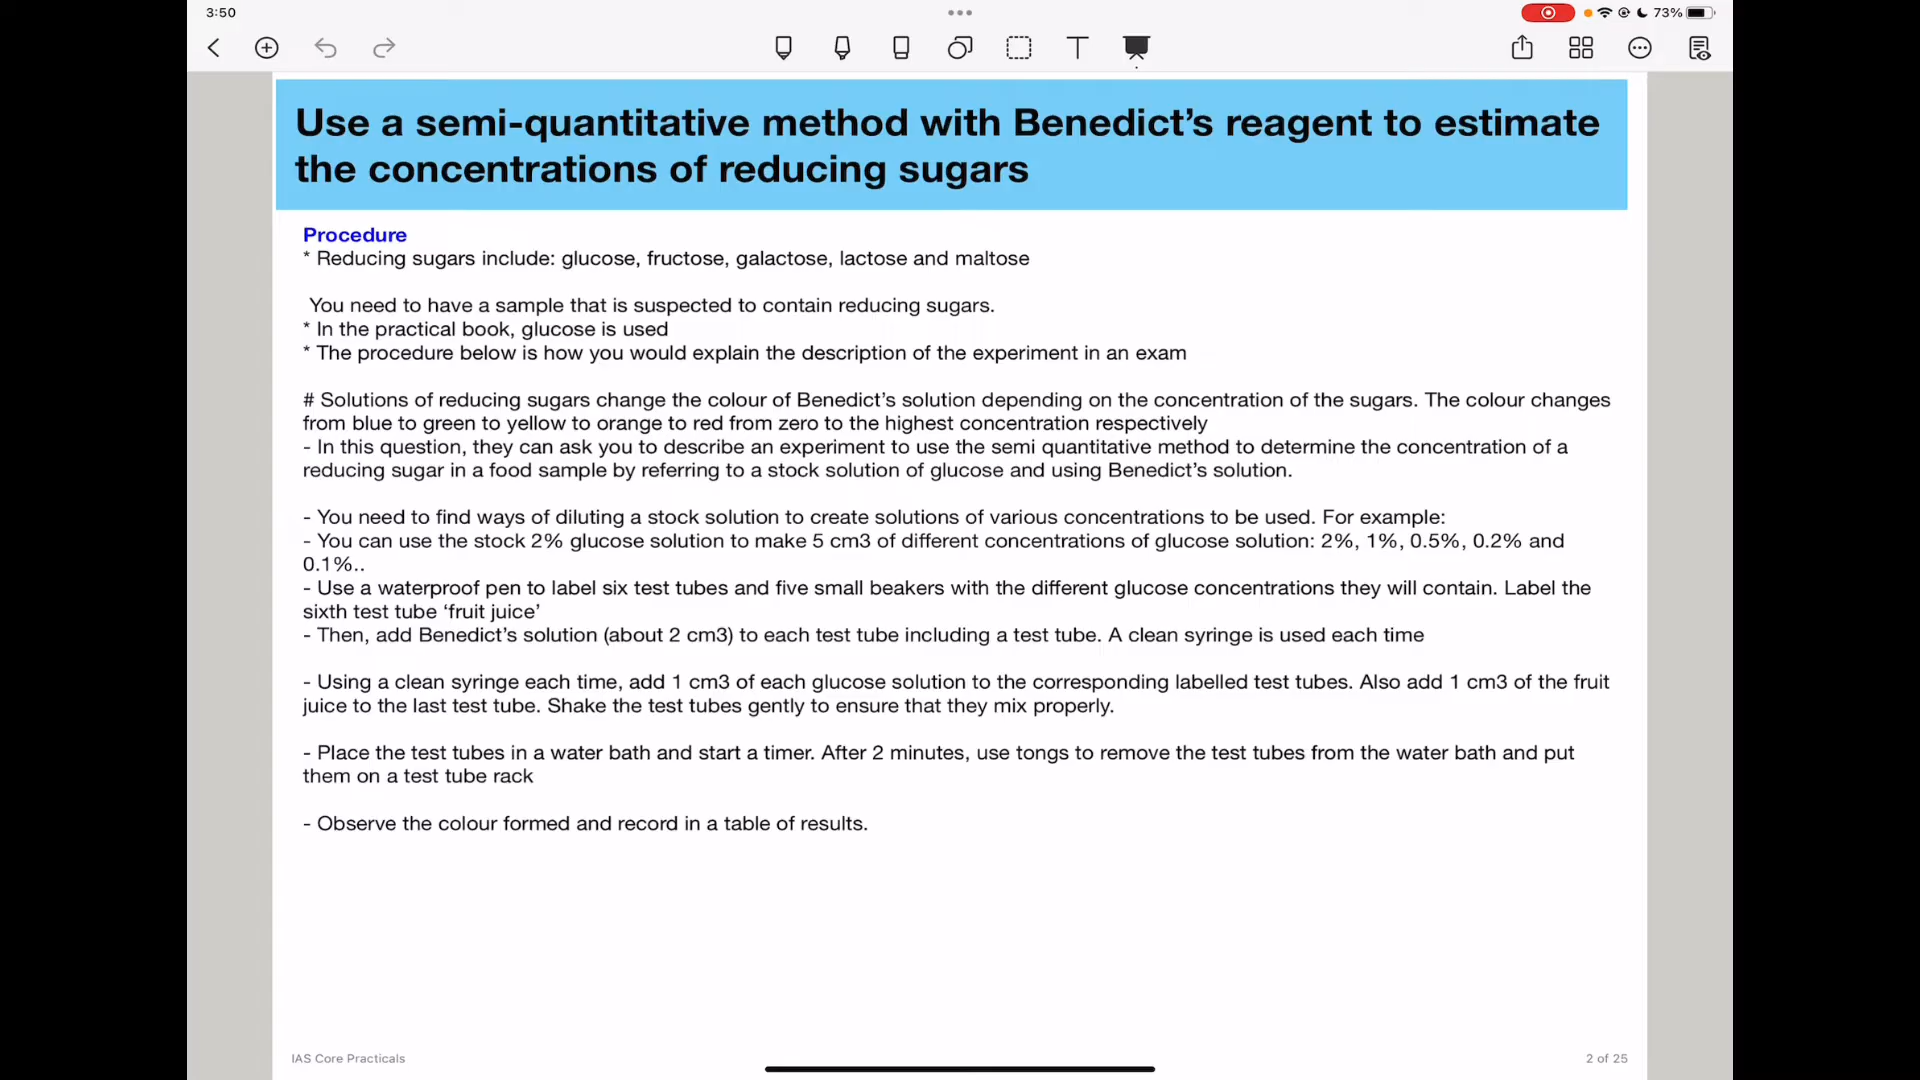 3:50
73%
Use a semi-quantitative method with Benedict’s reagent to estimate
the concentrations of reducing sugars
Procedure
* Reducing sugars include: glucose, fructose, galactose, lactose and maltose
You need to have a sample that is suspected to contain reducing sugars.
* In the practical book, glucose is used
* The procedure below is how you would explain the description of the experiment in an exam
# Solutions of reducing sugars change the colour of Benedict’s solution depending on the concentration of the sugars. The colour changes
from blue to green to yellow to orange to red from zero to the highest concentration respectively
- In this question, they can ask you to describe an experiment to use the semi quantitative method to determine the concentration of a
reducing sugar in a food sample by referring to a stock solution of glucose and using Benedict’s solution.
- You need to find ways of diluting a stock solution to create solutions of various concentrations to be used. For example:
- You can use the stock 2% glucose solution to make 5 cm3 of different concentrations of glucose solution: 2%, 1%, 0.5%, 0.2% and
0.1%..
- Use a waterproof pen to label six test tubes and five small beakers with the different glucose concentrations they will contain. Label the
sixth test tube ‘fruit juice’
- Then, add Benedict’s solution (about 2 cm3) to each test tube including a test tube. A clean syringe is used each time
- Using a clean syringe each time, add 1 cm3 of each glucose solution to the corresponding labelled test tubes. Also add 1 cm3 of the fruit
juice to the last test tube. Shake the test tubes gently to ensure that they mix properly.
- Place the test tubes in a water bath and start a timer. After 2 minutes, use tongs to remove the test tubes from the water bath and put
them on a test tube rack
- Observe the colour formed and record in a table of results.
IAS Core Practicals
2 of 25